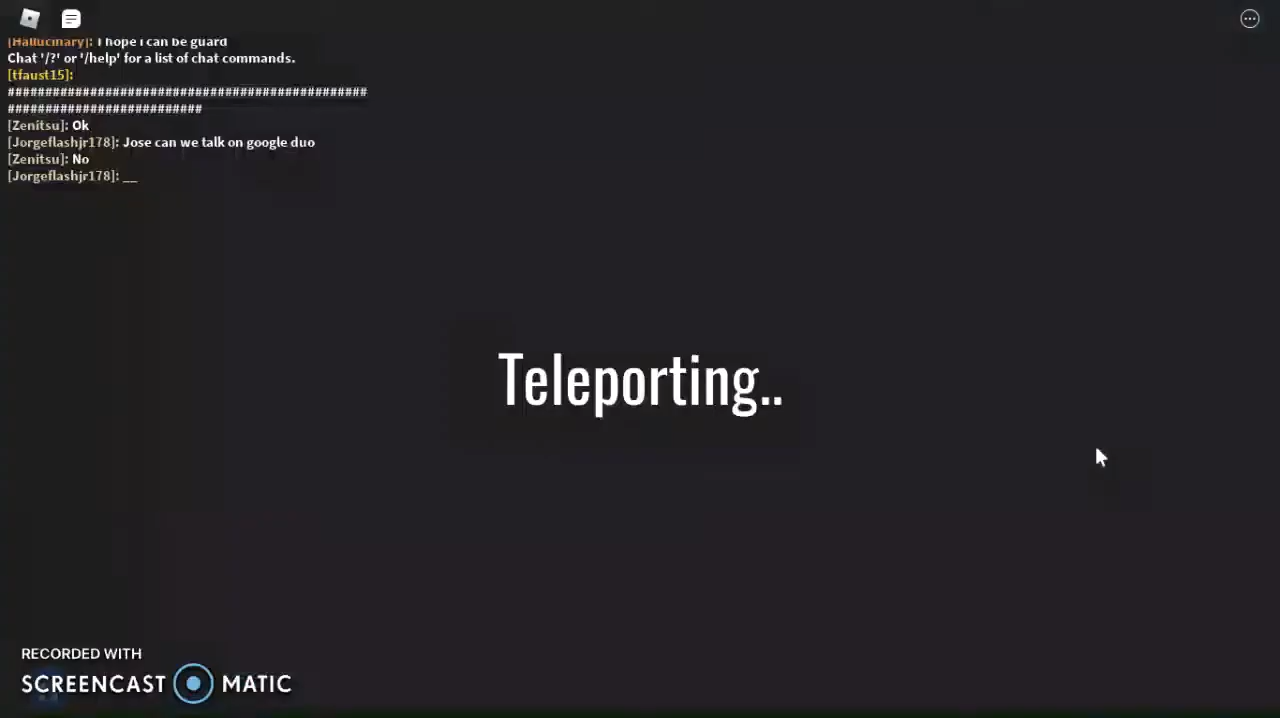 [Hallucinary]: I hope i can be guard
Chat '/?' or '/help' for a list of chat commands.
[tfaust15]:
################################################
##########################
[Zenitsu]: Ok
[Jorgeflashjr178]: Jose can we talk on google duo
[Zenitsu]: No
[Jorgeflashjr178]: __
Teleporting..
RECORDED WITH
SCREENCAST MATIC